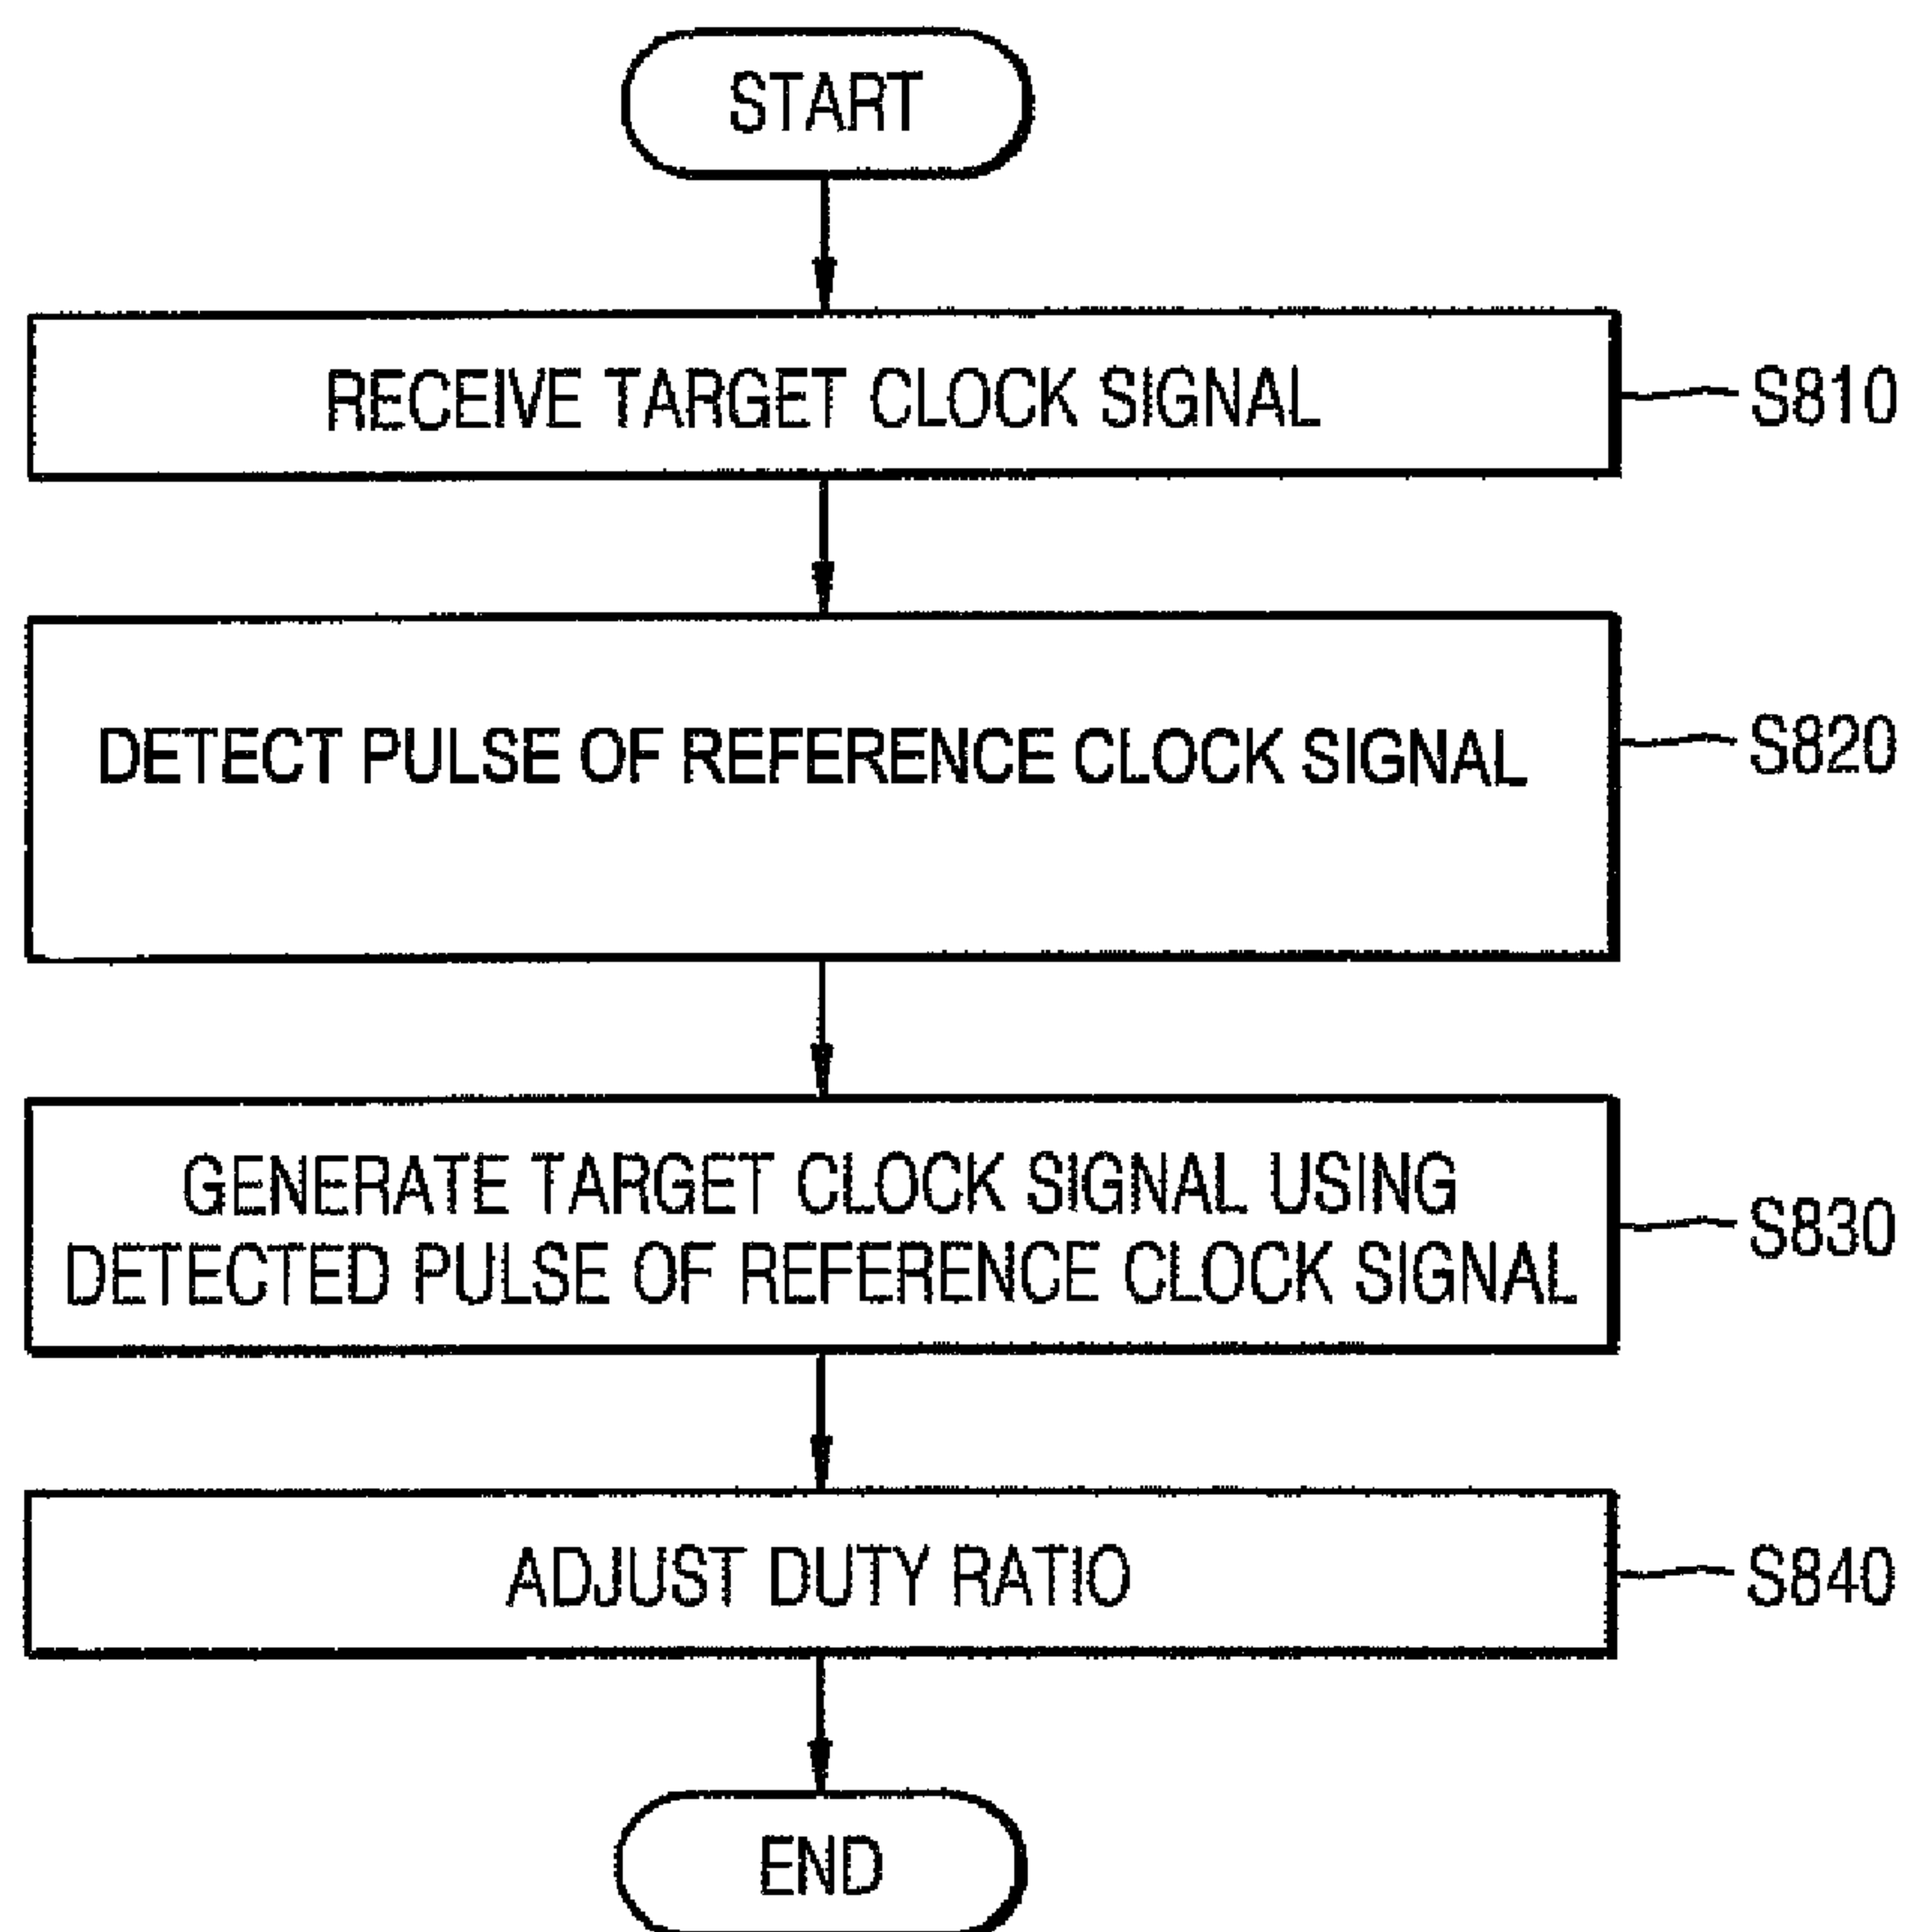 START
RECEIVE TARGET CLOCK SIGNAL
S810
DETECT PULSE OF REFERENCE CLOCK SIGNAL
S820
GENERATE TARGET CLOCK SIGNAL USING
DETECTED PULSE OF REFERENCE CLOCK SIGNAL
S830
ADJUST DUTY RATIO
S840
END